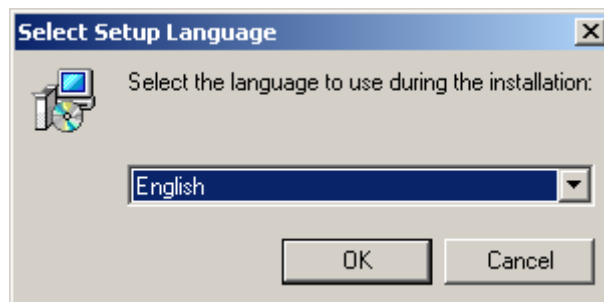 Select Setup Language
Select the language to use during the installation:
English
OK
Cancel